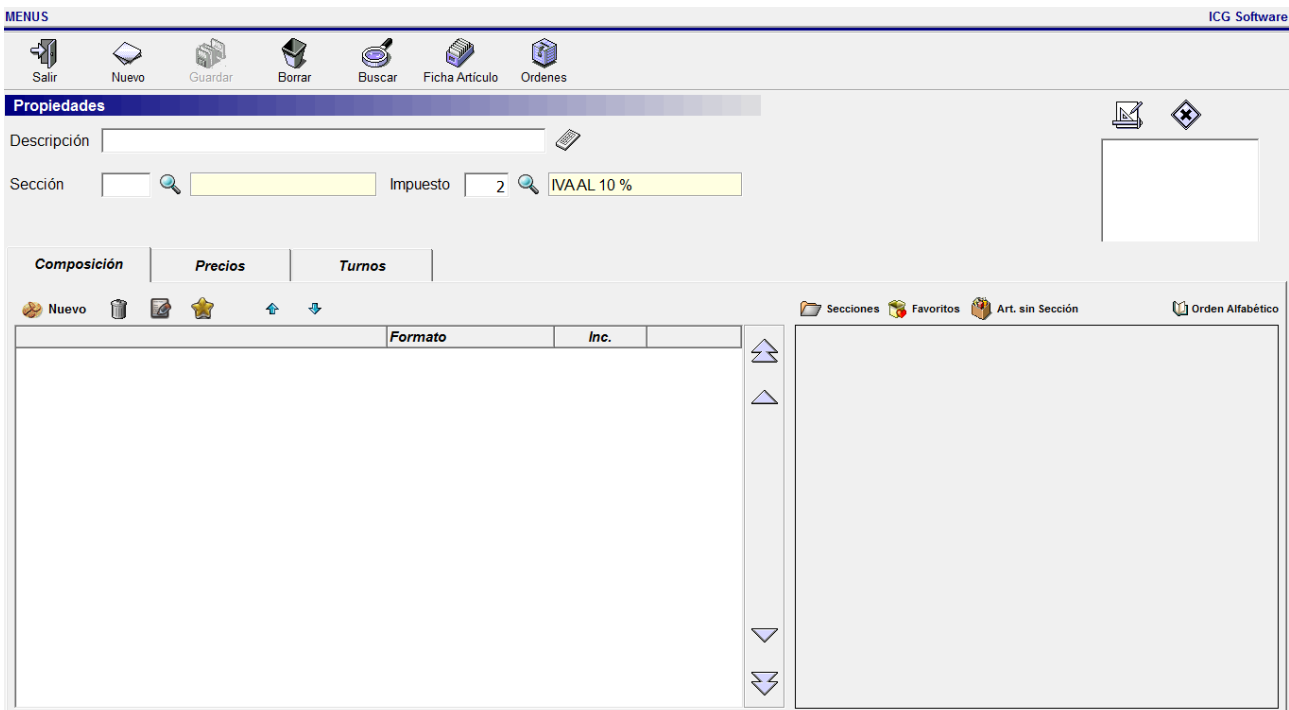 MENUS ICG Software
Salir Nuevo Guardar Borrar Buscar Ficha Artículo Ordenes
Propiedades
Descripción
Sección Impuesto 2 IVA AL 10 %
Composición Precios Turnos
Nuevo Secciones Favoritos Art. sin Sección Orden Alfabético
Formato Inc.